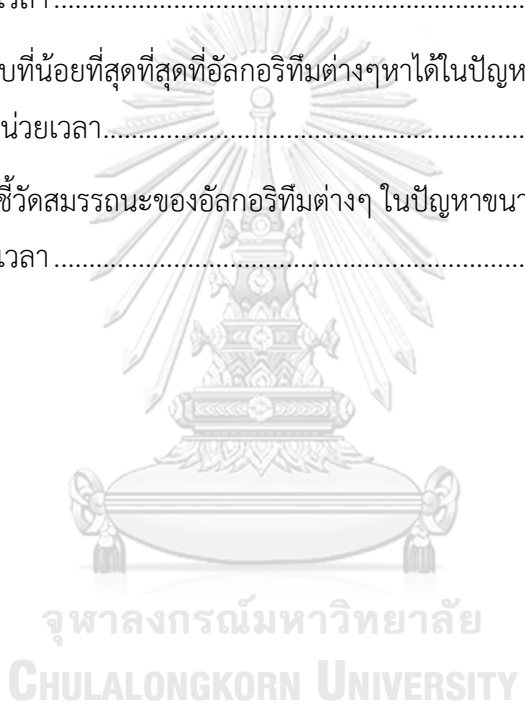 เวลา....................................................................
บที่น้อยที่สุดที่สุดที่อัลกอริทึมต่างๆหาได้ในปัญห
น่วยเวลา............................................................
ชี้วัดสมรรถนะของอัลกอริทึมต่างๆ ในปัญหาขนา
เวลา....................................................................
จุฬาลงกรณ์มหาวิทยาลัย
CHULALONGKORN UNIVERSITY